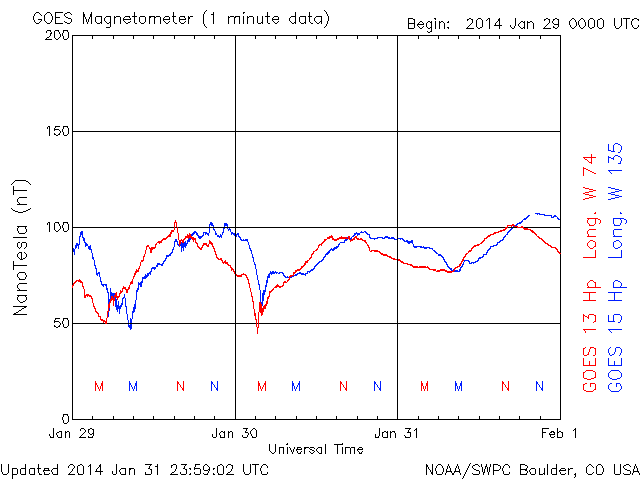 GOES Magnetometer (1 minute data)
Begin: 2014 Jan 29 0000 UTC
200
150
100
50
0
NanoTesla (nT)
M M N N M M N N M M N N
Jan 29 Jan 30 Jan 31 Feb 1
Universal Time
GOES 13 Hp Long. W 74
GOES 15 Hp Long. W 135
Updated 2014 Jan 31 23:59:02 UTC
NOAA/SWPC Boulder, CO USA